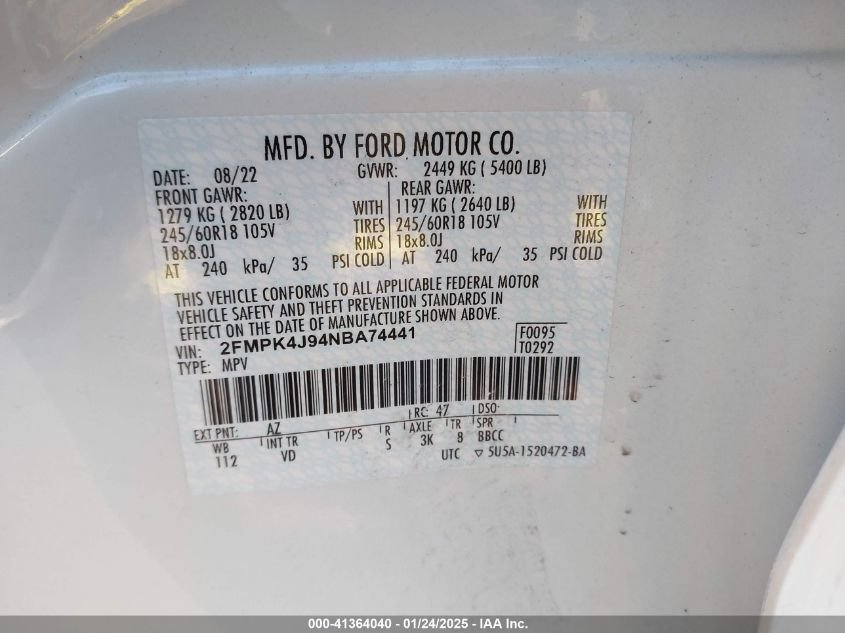 MFD. BY FORD MOTOR CO.
DATE: 08/22 GVWR: 2449 KG ( 5400 LB)
FRONT GAWR: REAR GAWR:
1279 KG ( 2820 LB) WITH 1197 KG ( 2640 LB) WITH
245/60R18 105V TIRES 245/60R18 105V TIRES
18x8.0J RIMS 18x8.0J RIMS
AT 240 kPa/ 35 PSI COLD AT 240 kPa/ 35 PSI COLD
THIS VEHICLE CONFORMS TO ALL APPLICABLE FEDERAL MOTOR
VEHICLE SAFETY AND THEFT PREVENTION STANDARDS IN
EFFECT ON THE DATE OF MANUFACTURE SHOWN ABOVE.
VIN: 2FMPK4J94NBA74441 F0095
TYPE: MPV T0292
RC: 47 DSO:
EXT PNT: AZ
WB INT TR TP/PS R AXLE TR SPR
112 VD S 3K 8 BBCC
UTC ▽ 5U5A-1520472-BA
000-41364040 - 01/24/2025 - IAA Inc.